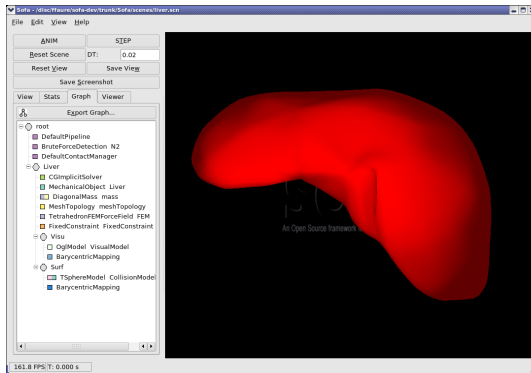 Sofa - /disc/ffaure/sofa-dev/trunk/Sofa/scenes/liver.scn
File Edit View Help
ANIM STEP
Reset Scene DT: 0.02
Reset View Save View
Save Screenshot
View Stats Graph Viewer
Export Graph...
root
DefaultPipeline
BruteForceDetection N2
DefaultContactManager
Liver
CGImplicitSolver
MechanicalObject Liver
DiagonalMass mass
MeshTopology meshTopology
TetrahedronFEMForceField FEM
FixedConstraint FixedConstraint
Visu
OglModel VisualModel
BarycentricMapping
Surf
TSphereModel CollisionModel
BarycentricMapping
An Open Source framework
161.8 FPS T: 0.000 s